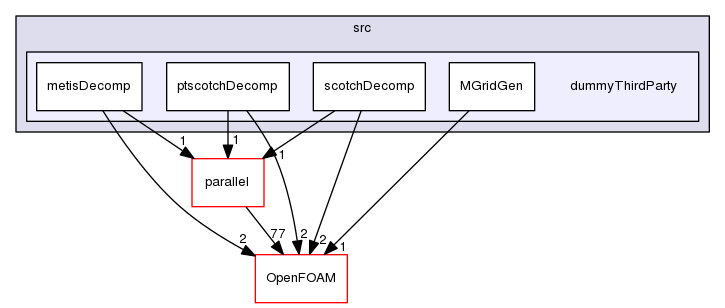 src
metisDecomp
ptscotchDecomp
scotchDecomp
MGridGen
dummyThirdParty
1
1
1
parallel
77
2
2
2
1
OpenFOAM